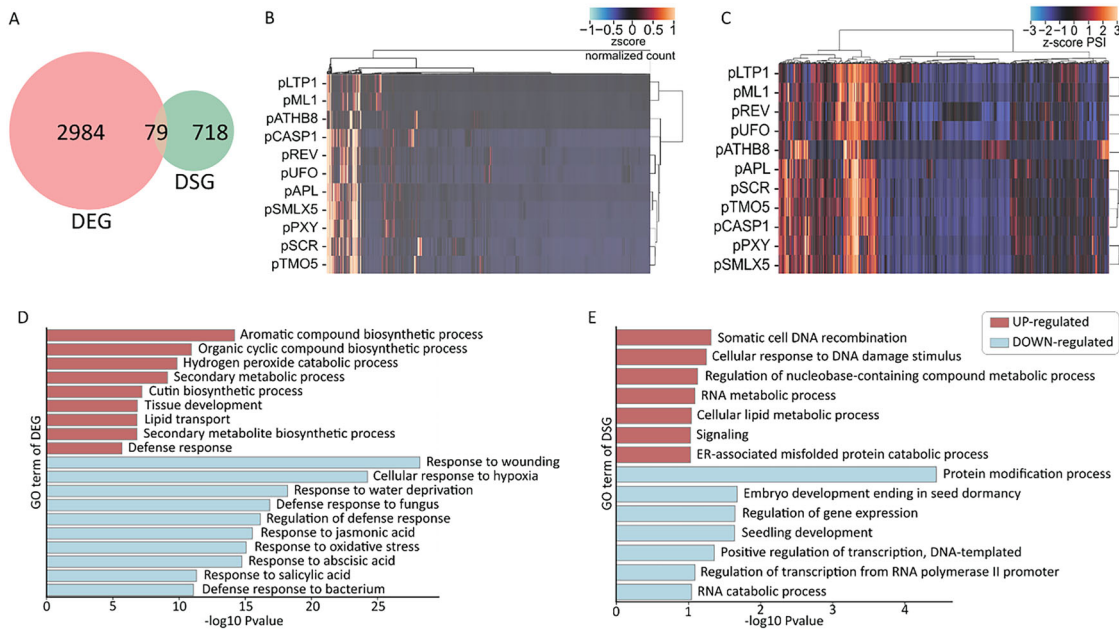 A
2984
79
718
DSG
DEG
B
−1−0.5 0 0.5 1
zscore
normalized count
pLTP1
pML1
pATHB8
pCASP1
pREV
pUFO
pAPL
pSMLX5
pPXY
pSCR
pTMO5
C
−3−2−1 0 1 2 3
z-score PSI
pLTP1
pML1
pREV
pUFO
pATHB8
pAPL
pSCR
pTMO5
pCASP1
pPXY
pSMLX5
D
GO term of DEG
Aromatic compound biosynthetic process
Organic cyclic compound biosynthetic process
Hydrogen peroxide catabolic process
Secondary metabolic process
Cutin biosynthetic process
Tissue development
Lipid transport
Secondary metabolite biosynthetic process
Defense response
Response to wounding
Cellular response to hypoxia
Response to water deprivation
Defense response to fungus
Regulation of defense response
Response to jasmonic acid
Response to oxidative stress
Response to abscisic acid
Response to salicylic acid
Defense response to bacterium
0 5 10 15 20 25
-log10 Pvalue
E
UP-regulated
DOWN-regulated
GO term of DSG
Somatic cell DNA recombination
Cellular response to DNA damage stimulus
Regulation of nucleobase-containing compound metabolic process
RNA metabolic process
Cellular lipid metabolic process
Signaling
ER-associated misfolded protein catabolic process
Protein modification process
Embryo development ending in seed dormancy
Regulation of gene expression
Seedling development
Positive regulation of transcription, DNA-templated
Regulation of transcription from RNA polymerase II promoter
RNA catabolic process
0 1 2 3 4
-log10 Pvalue